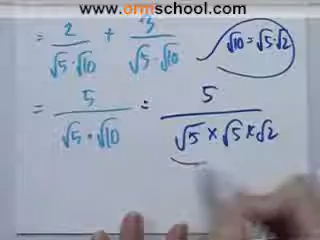 www.ormschool.com
= 2/(√5·√10) + 3/(√5·√10)
√10 = √5·√2
= 5/(√5·√10) = 5/(√5 × √5 × √2)